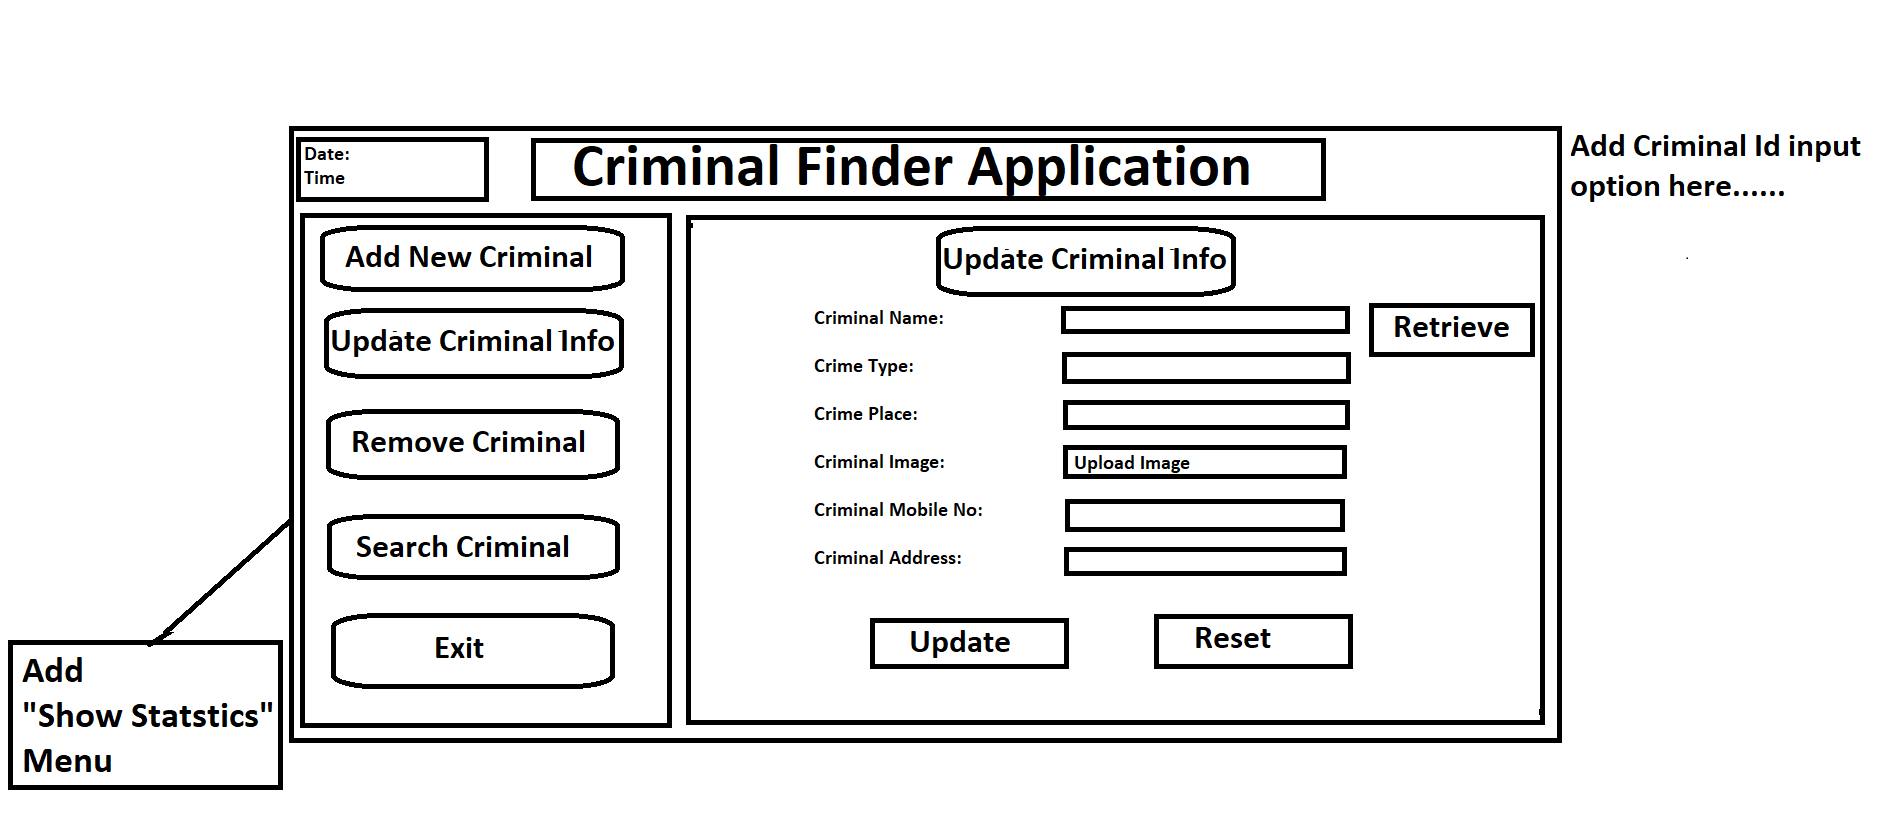 Date:
Time
Criminal Finder Application
Add Criminal Id input
option here......
Add New Criminal
Update Criminal Info
Remove Criminal
Search Criminal
Exit
Update Criminal Info
Criminal Name:
Retrieve
Crime Type:
Crime Place:
Criminal Image:
Upload Image
Criminal Mobile No:
Criminal Address:
Update
Reset
Add
"Show Statstics"
Menu